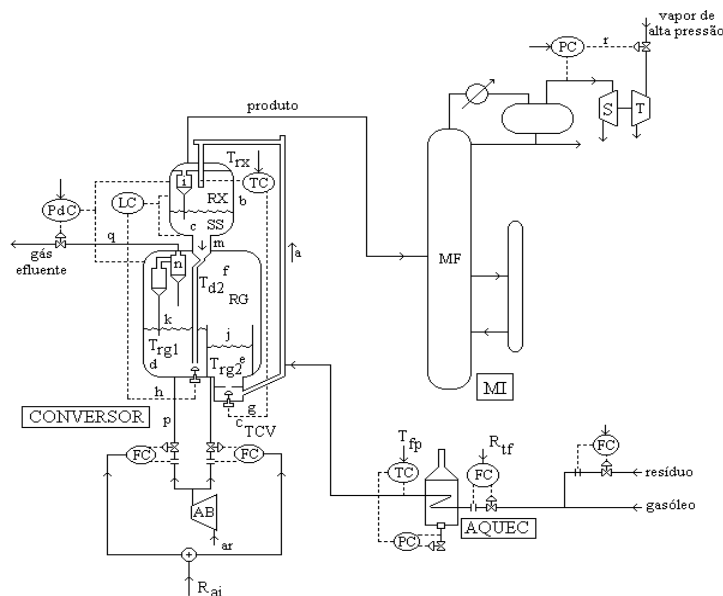 vapor de
alta pressão
PC
r
S
T
produto
T rx
TC
i
RX
b
LC
PdC
c
SS
q
m
a
gás
efluente
n
f
T d2
RG
MF
k
j
T rg1
T rg2
e
d
h
g
MI
CONVERSOR
p
c TCV
FC
FC
T fp
R tf
FC
TC
FC
resíduo
gasóleo
AB
PC
AQUEC
ar
+
R ai